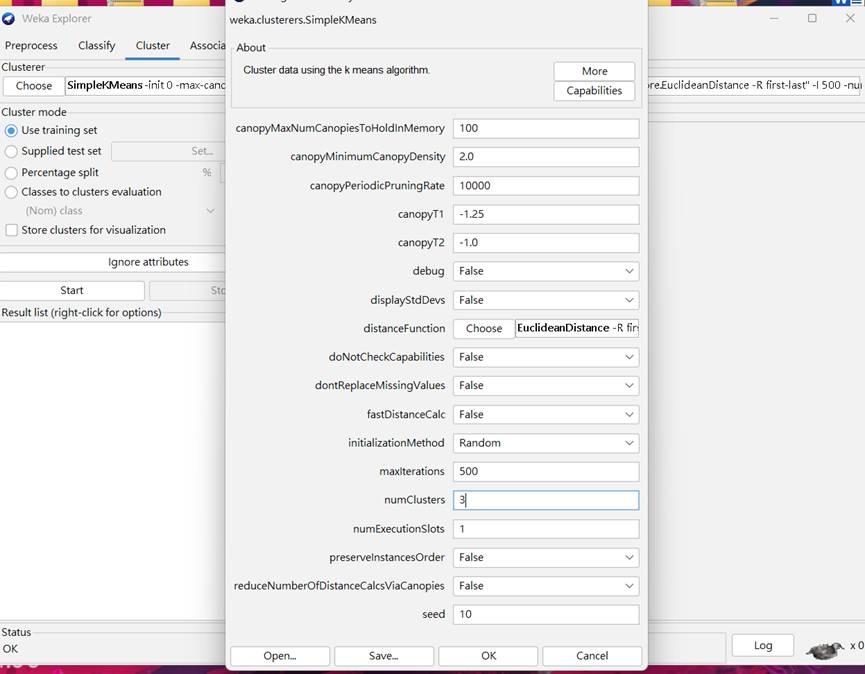 Weka Explorer
Preprocess Classify Cluster Associa
Clusterer
Choose SimpleKMeans -init 0 -max-cano
ore.EuclideanDistance -R first-last" -I 500 -nu
Cluster mode
Use training set
Supplied test set Set...
Percentage split %
Classes to clusters evaluation
(Nom) class
Store clusters for visualization
Ignore attributes
Start Sto
Result list (right-click for options)
Status
OK
Log x 0
weka.clusterers.SimpleKMeans
About
Cluster data using the k means algorithm.
More
Capabilities
canopyMaxNumCanopiesToHoldInMemory 100
canopyMinimumCanopyDensity 2.0
canopyPeriodicPruningRate 10000
canopyT1 -1.25
canopyT2 -1.0
debug False
displayStdDevs False
distanceFunction Choose EuclideanDistance -R firs
doNotCheckCapabilities False
dontReplaceMissingValues False
fastDistanceCalc False
initializationMethod Random
maxIterations 500
numClusters 3
numExecutionSlots 1
preserveInstancesOrder False
reduceNumberOfDistanceCalcsViaCanopies False
seed 10
Open... Save... OK Cancel